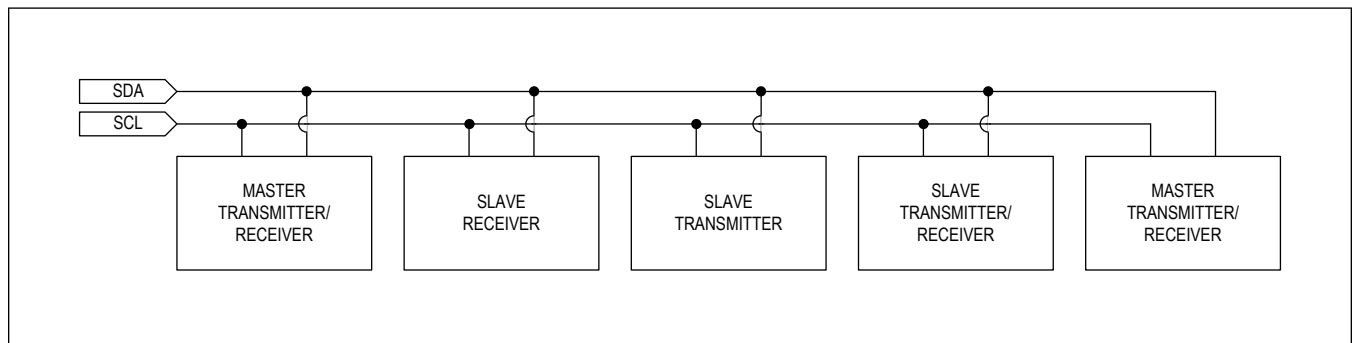 SDA
SCL
MASTER
TRANSMITTER/
RECEIVER
SLAVE
RECEIVER
SLAVE
TRANSMITTER
SLAVE
TRANSMITTER/
RECEIVER
MASTER
TRANSMITTER/
RECEIVER